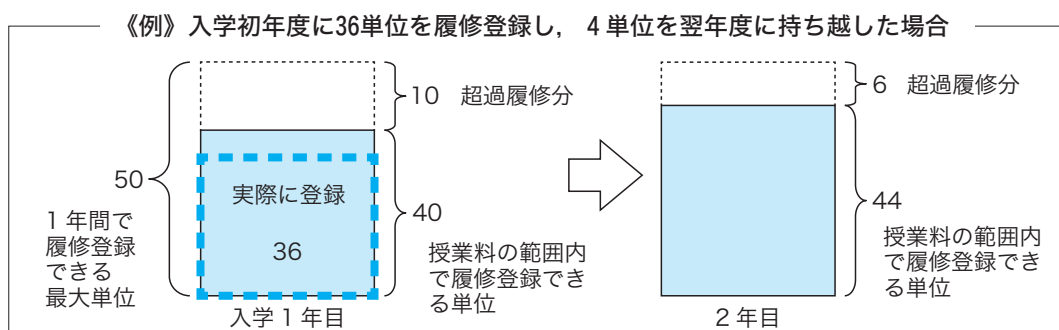 《例》入学初年度に36単位を履修登録し，４単位を翌年度に持ち越した場合
10　超過履修分
50
1年間で
履修登録
できる
最大単位
実際に登録
36
40
授業料の範囲内
で履修登録でき
る単位
入学1年目
6　超過履修分
44
授業料の範囲内
で履修登録でき
る単位
2年目